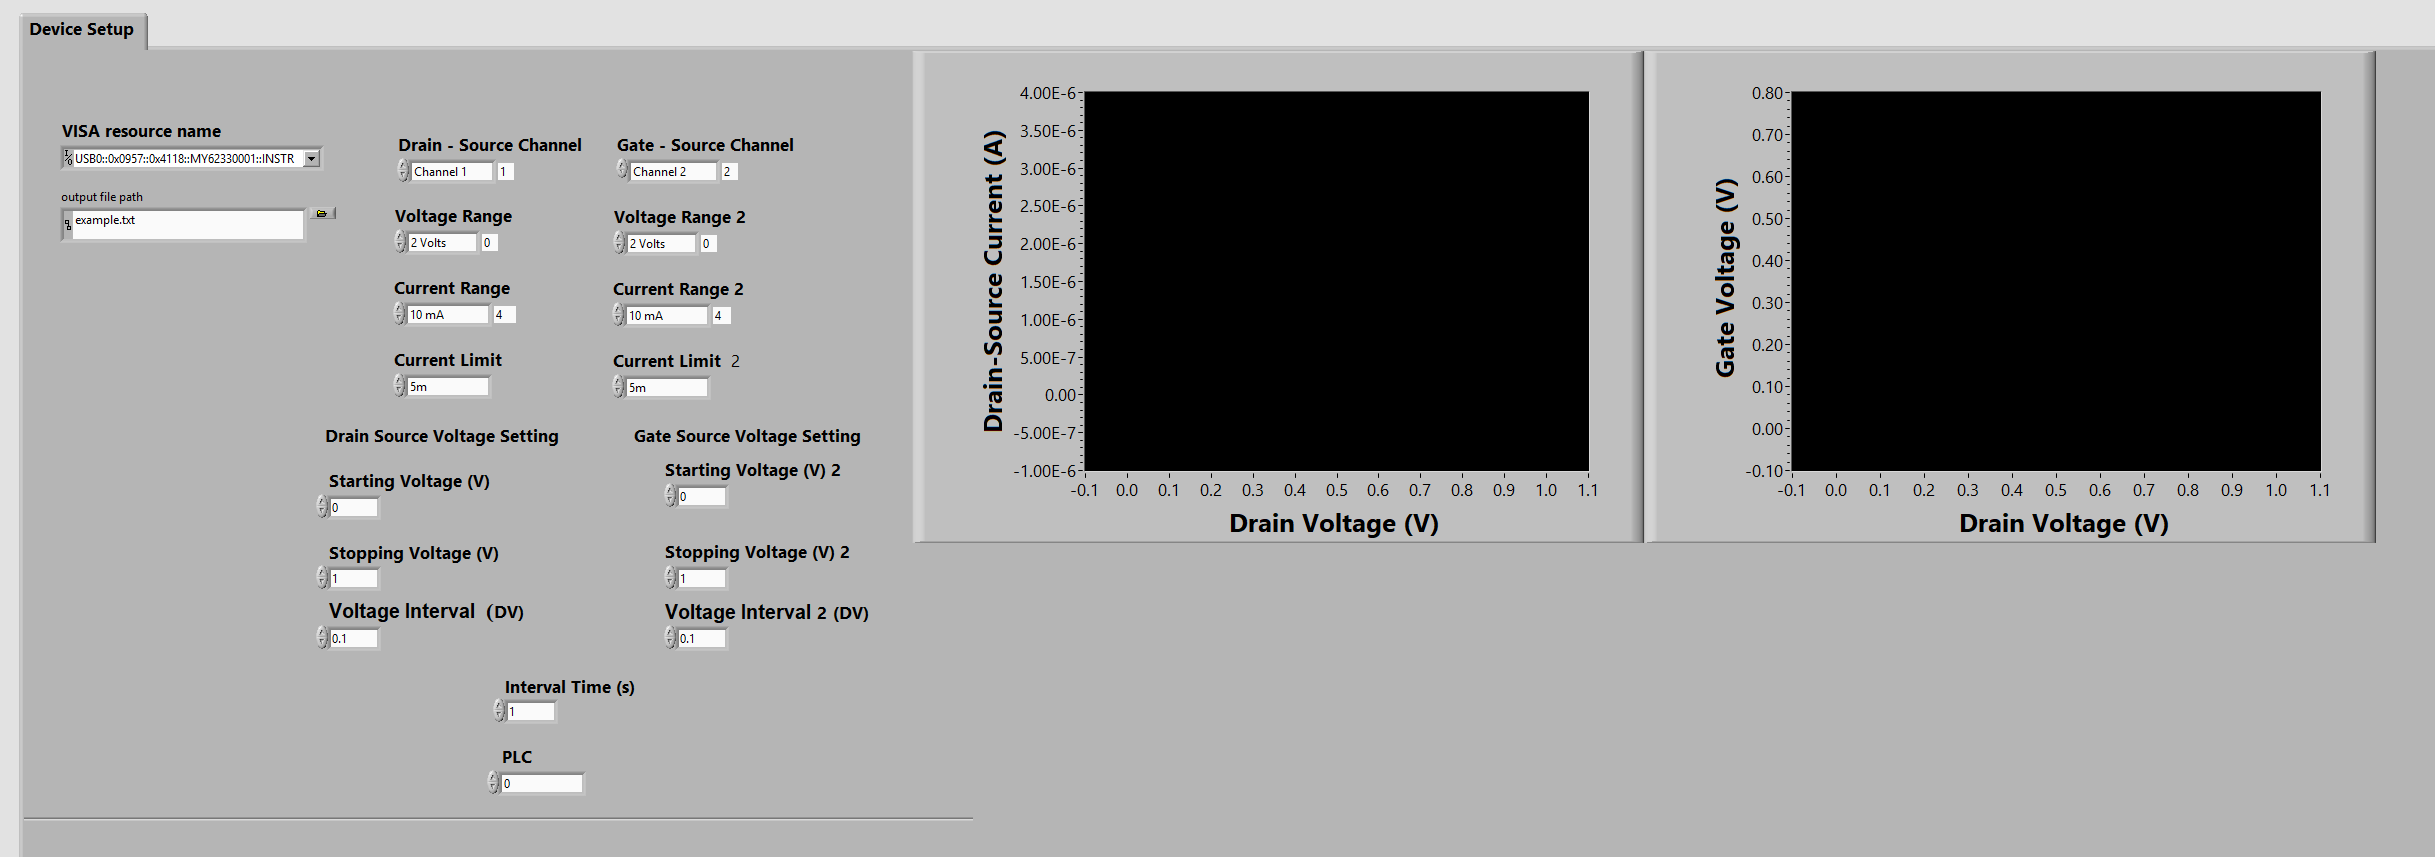 Device Setup
VISA resource name
USB0::0x0957::0x4118::MY62330001::INSTR
output file path
example.txt
Drain - Source Channel
Channel 1 1
Gate - Source Channel
Channel 2 2
Voltage Range
2 Volts 0
Voltage Range 2
2 Volts 0
Current Range
10 mA 4
Current Range 2
10 mA 4
Current Limit
5m
Current Limit 2
5m
Drain Source Voltage Setting
Gate Source Voltage Setting
Starting Voltage (V)
0
Starting Voltage (V) 2
0
Stopping Voltage (V)
1
Stopping Voltage (V) 2
1
Voltage Interval (DV)
0.1
Voltage Interval 2 (DV)
0.1
Interval Time (s)
1
PLC
0
Drain-Source Current (A)
4.00E-6
3.50E-6
3.00E-6
2.50E-6
2.00E-6
1.50E-6
1.00E-6
5.00E-7
0.00
-5.00E-7
-1.00E-6
-0.1 0.0 0.1 0.2 0.3 0.4 0.5 0.6 0.7 0.8 0.9 1.0 1.1
Drain Voltage (V)
Gate Voltage (V)
0.80
0.70
0.60
0.50
0.40
0.30
0.20
0.10
0.00
-0.10
-0.1 0.0 0.1 0.2 0.3 0.4 0.5 0.6 0.7 0.8 0.9 1.0 1.1
Drain Voltage (V)